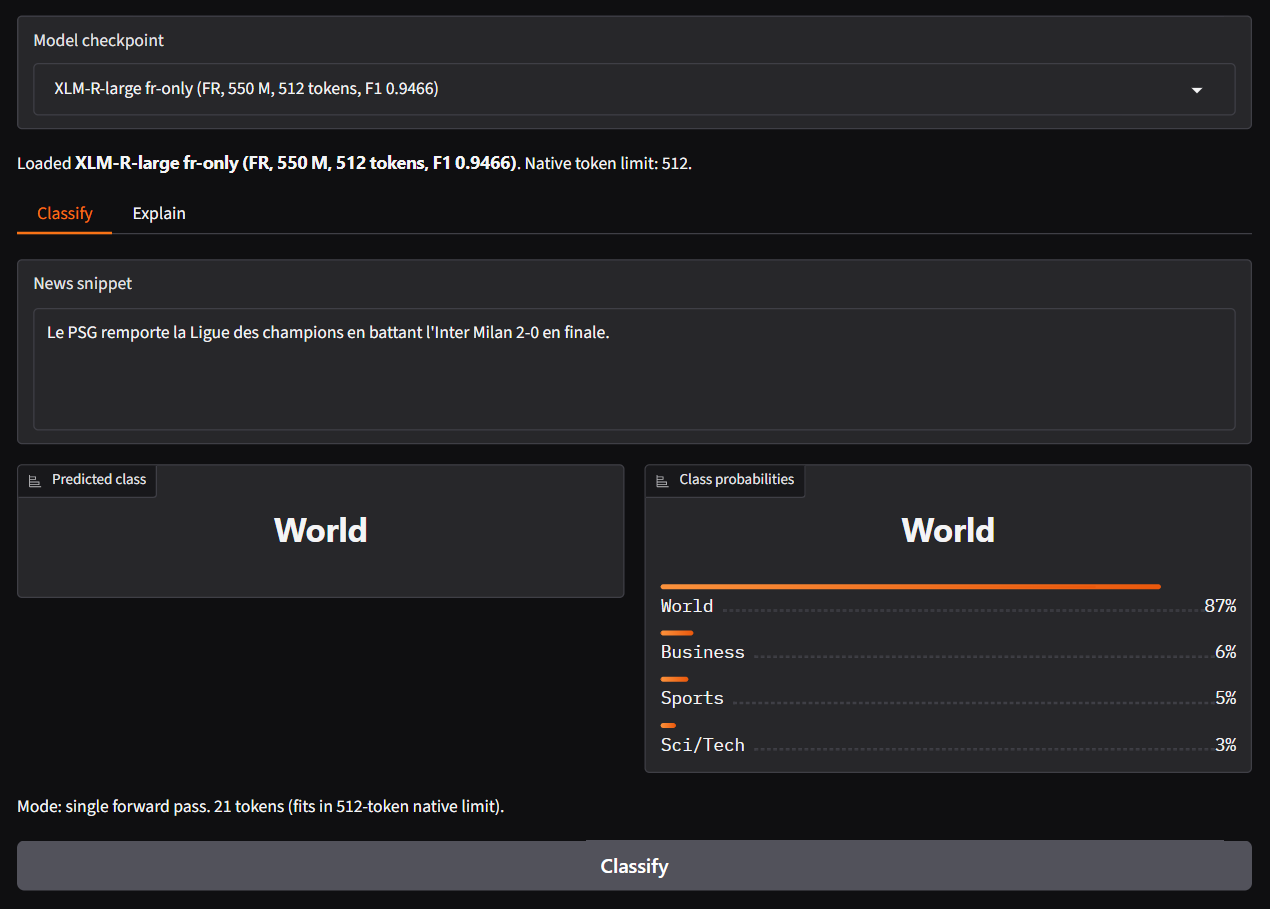 Model checkpoint
XLM-R-large fr-only (FR, 550 M, 512 tokens, F1 0.9466)
Loaded XLM-R-large fr-only (FR, 550 M, 512 tokens, F1 0.9466). Native token limit: 512.
Classify Explain
News snippet
Le PSG remporte la Ligue des champions en battant l'Inter Milan 2-0 en finale.
Predicted class
World
Class probabilities
World
World 87%
Business 6%
Sports 5%
Sci/Tech 3%
Mode: single forward pass. 21 tokens (fits in 512-token native limit).
Classify